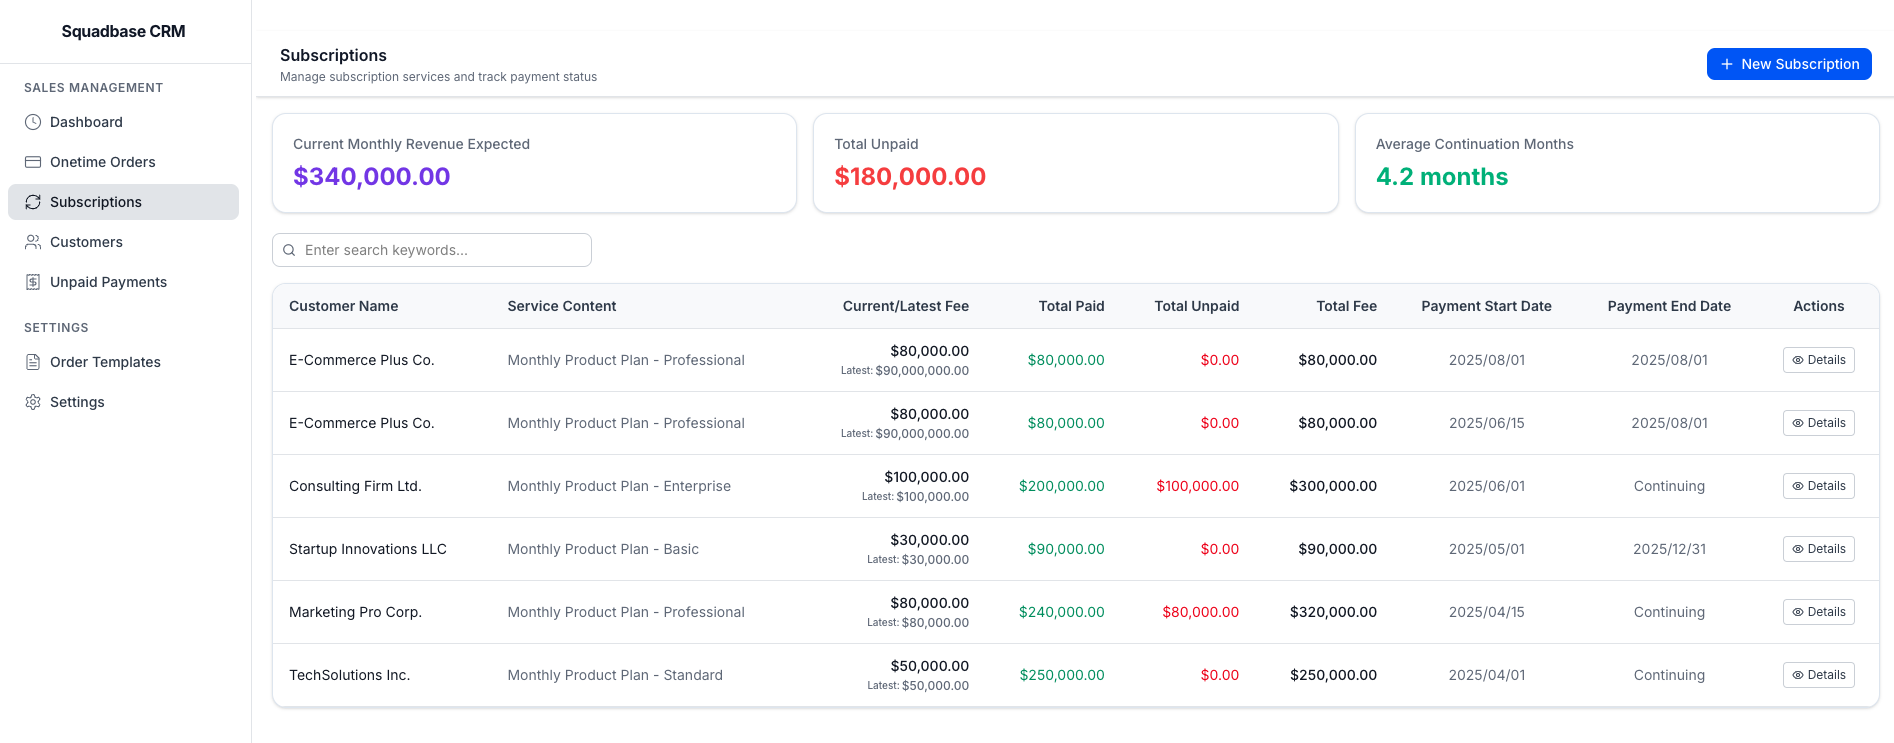 Squadbase CRM
SALES MANAGEMENT
Dashboard
Onetime Orders
Subscriptions
Customers
Unpaid Payments
SETTINGS
Order Templates
Settings
Subscriptions
Manage subscription services and track payment status
New Subscription
Current Monthly Revenue Expected
$340,000.00
Total Unpaid
$180,000.00
Average Continuation Months
4.2 months
Enter search keywords...
Customer Name Service Content Current/Latest Fee Total Paid Total Unpaid Total Fee Payment Start Date Payment End Date Actions
E-Commerce Plus Co. Monthly Product Plan - Professional $80,000.00 $80,000.00 $0.00 $80,000.00 2025/08/01 2025/08/01 Details
Latest: $90,000,000.00
E-Commerce Plus Co. Monthly Product Plan - Professional $80,000.00 $80,000.00 $0.00 $80,000.00 2025/06/15 2025/08/01 Details
Latest: $90,000,000.00
Consulting Firm Ltd. Monthly Product Plan - Enterprise $100,000.00 $200,000.00 $100,000.00 $300,000.00 2025/06/01 Continuing Details
Latest: $100,000.00
Startup Innovations LLC Monthly Product Plan - Basic $30,000.00 $90,000.00 $0.00 $90,000.00 2025/05/01 2025/12/31 Details
Latest: $30,000.00
Marketing Pro Corp. Monthly Product Plan - Professional $80,000.00 $240,000.00 $80,000.00 $320,000.00 2025/04/15 Continuing Details
Latest: $80,000.00
TechSolutions Inc. Monthly Product Plan - Standard $50,000.00 $250,000.00 $0.00 $250,000.00 2025/04/01 Continuing Details
Latest: $50,000.00